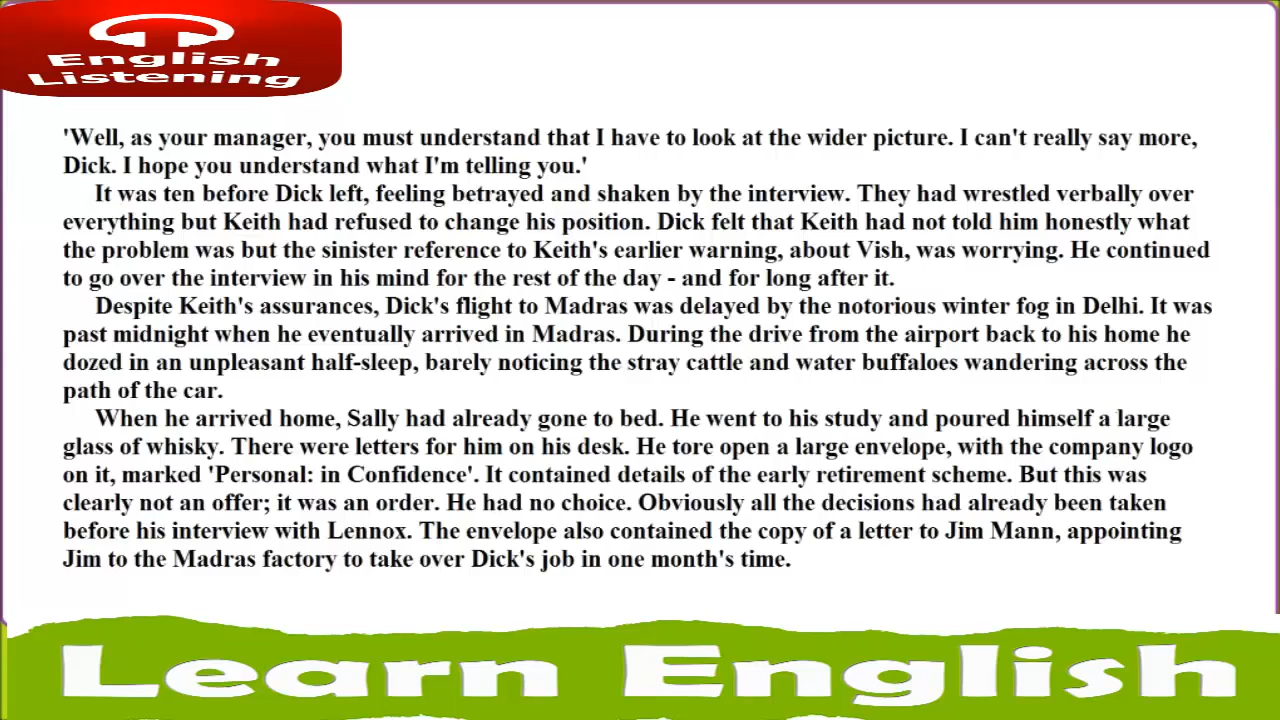 English
Listening
'Well, as your manager, you must understand that I have to look at the wider picture. I can't really say more,
Dick. I hope you understand what I'm telling you.'
It was ten before Dick left, feeling betrayed and shaken by the interview. They had wrestled verbally over
everything but Keith had refused to change his position. Dick felt that Keith had not told him honestly what
the problem was but the sinister reference to Keith's earlier warning, about Vish, was worrying. He continued
to go over the interview in his mind for the rest of the day - and for long after it.
Despite Keith's assurances, Dick's flight to Madras was delayed by the notorious winter fog in Delhi. It was
past midnight when he eventually arrived in Madras. During the drive from the airport back to his home he
dozed in an unpleasant half-sleep, barely noticing the stray cattle and water buffaloes wandering across the
path of the car.
When he arrived home, Sally had already gone to bed. He went to his study and poured himself a large
glass of whisky. There were letters for him on his desk. He tore open a large envelope, with the company logo
on it, marked 'Personal: in Confidence'. It contained details of the early retirement scheme. But this was
clearly not an offer; it was an order. He had no choice. Obviously all the decisions had already been taken
before his interview with Lennox. The envelope also contained the copy of a letter to Jim Mann, appointing
Jim to the Madras factory to take over Dick's job in one month's time.
Learn English